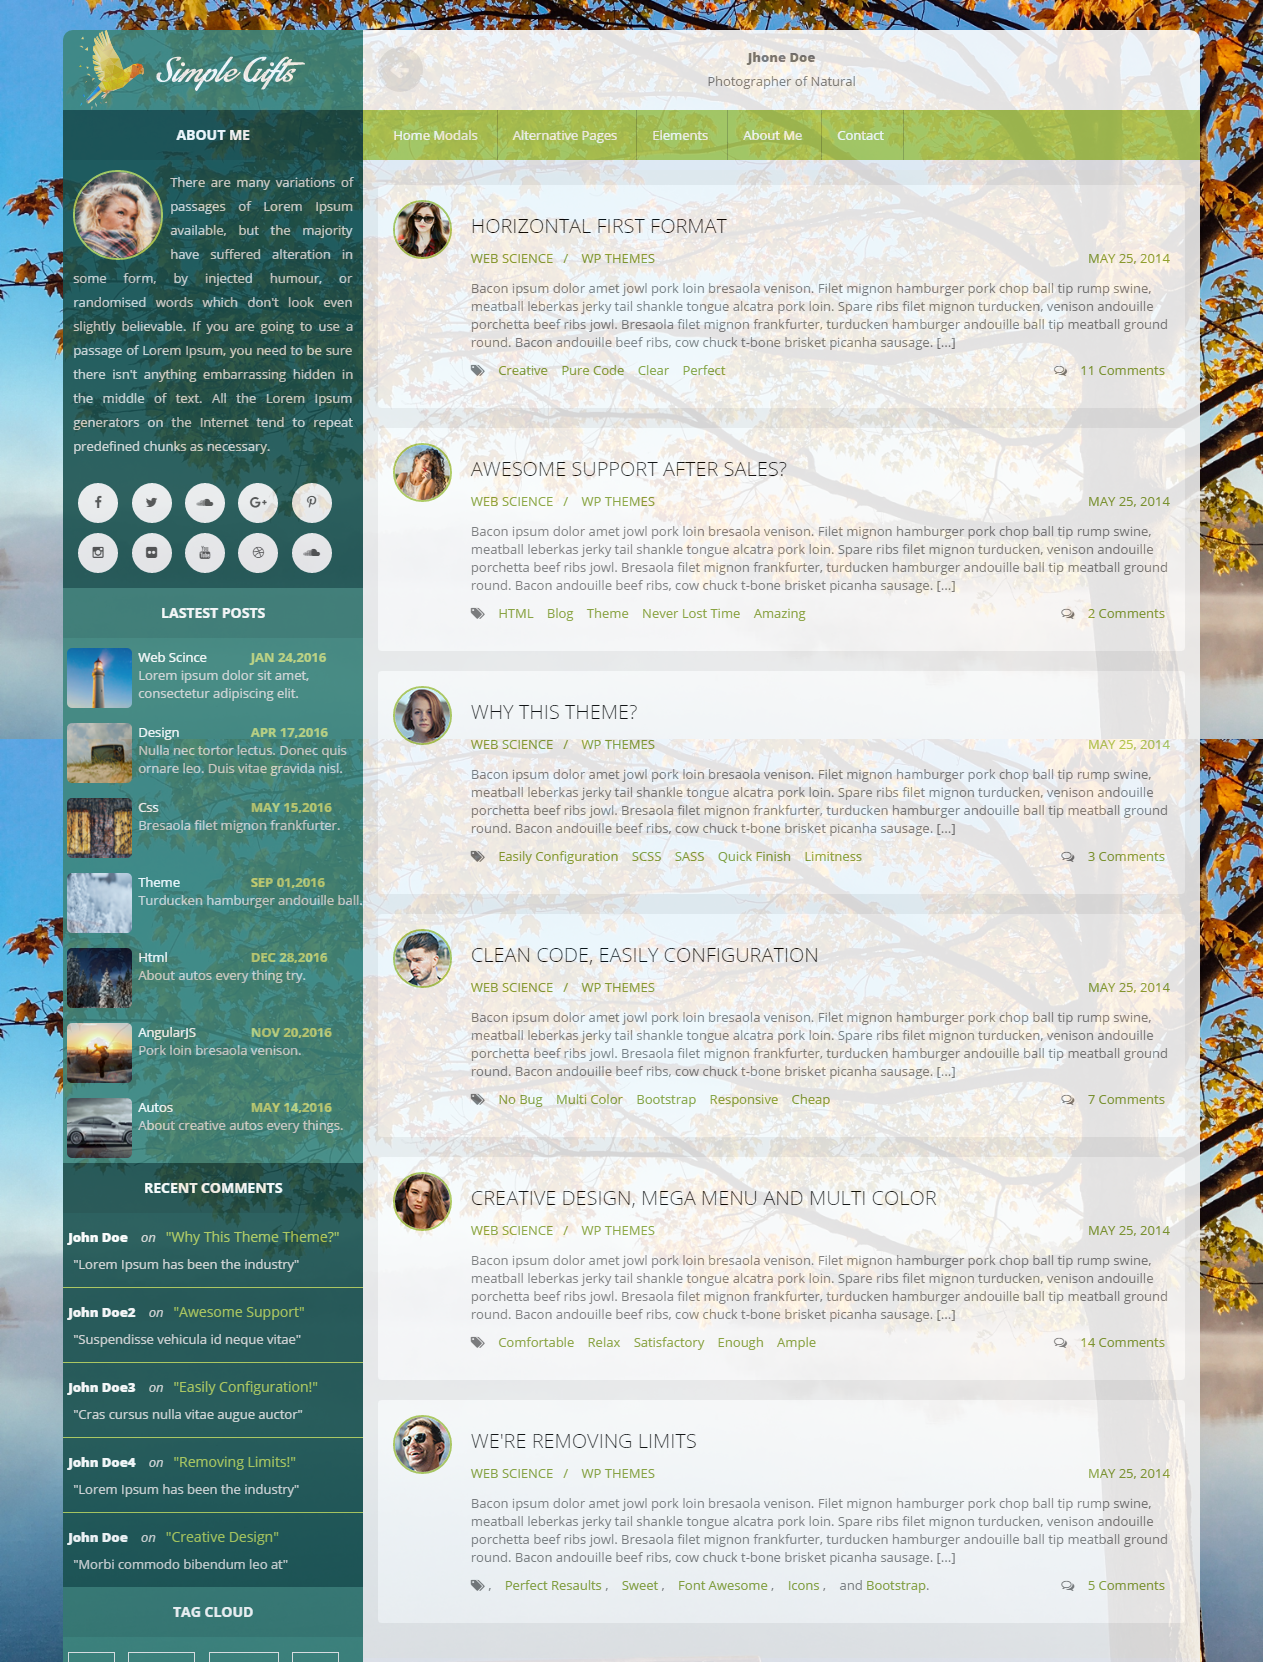 Simple Gifts
Jhone Doe
Photographer of Natural
ABOUT ME
Home Modals Alternative Pages Elements About Me Contact
There are many variations of
passages of Lorem Ipsum
available, but the majority
have suffered alteration in
some form, by injected humour, or
randomised words which don't look even
slightly believable. If you are going to use a
passage of Lorem Ipsum, you need to be sure
there isn't anything embarrassing hidden in
the middle of text. All the Lorem Ipsum
generators on the Internet tend to repeat
predefined chunks as necessary.
LASTEST POSTS
Web Scince JAN 24,2016
Lorem ipsum dolor sit amet,
consectetur adipiscing elit.
Design APR 17,2016
Nulla nec tortor lectus. Donec quis
ornare leo. Duis vitae gravida nisl.
Css MAY 15,2016
Bresaola filet mignon frankfurter.
Theme SEP 01,2016
Turducken hamburger andouille ball.
Html DEC 28,2016
About autos every thing try.
AngularJS NOV 20,2016
Pork loin bresaola venison.
Autos MAY 14,2016
About creative autos every things.
RECENT COMMENTS
John Doe on "Why This Theme Theme?"
"Lorem Ipsum has been the industry"
John Doe2 on "Awesome Support"
"Suspendisse vehicula id neque vitae"
John Doe3 on "Easily Configuration!"
"Cras cursus nulla vitae augue auctor"
John Doe4 on "Removing Limits!"
"Lorem Ipsum has been the industry"
John Doe on "Creative Design"
"Morbi commodo bibendum leo at"
TAG CLOUD
HORIZONTAL FIRST FORMAT
WEB SCIENCE / WP THEMES MAY 25, 2014
Bacon ipsum dolor amet jowl pork loin bresaola venison. Filet mignon hamburger pork chop ball tip rump swine,
meatball leberkas jerky tail shankle tongue alcatra pork loin. Spare ribs filet mignon turducken, venison andouille
porchetta beef ribs jowl. Bresaola filet mignon frankfurter, turducken hamburger andouille ball tip meatball ground
round. Bacon andouille beef ribs, cow chuck t-bone brisket picanha sausage. [...]
Creative Pure Code Clear Perfect 11 Comments
AWESOME SUPPORT AFTER SALES?
WEB SCIENCE / WP THEMES MAY 25, 2014
Bacon ipsum dolor amet jowl pork loin bresaola venison. Filet mignon hamburger pork chop ball tip rump swine,
meatball leberkas jerky tail shankle tongue alcatra pork loin. Spare ribs filet mignon turducken, venison andouille
porchetta beef ribs jowl. Bresaola filet mignon frankfurter, turducken hamburger andouille ball tip meatball ground
round. Bacon andouille beef ribs, cow chuck t-bone brisket picanha sausage. [...]
HTML Blog Theme Never Lost Time Amazing 2 Comments
WHY THIS THEME?
WEB SCIENCE / WP THEMES MAY 25, 2014
Bacon ipsum dolor amet jowl pork loin bresaola venison. Filet mignon hamburger pork chop ball tip rump swine,
meatball leberkas jerky tail shankle tongue alcatra pork loin. Spare ribs filet mignon turducken, venison andouille
porchetta beef ribs jowl. Bresaola filet mignon frankfurter, turducken hamburger andouille ball tip meatball ground
round. Bacon andouille beef ribs, cow chuck t-bone brisket picanha sausage. [...]
Easily Configuration SCSS SASS Quick Finish Limitness 3 Comments
CLEAN CODE, EASILY CONFIGURATION
WEB SCIENCE / WP THEMES MAY 25, 2014
Bacon ipsum dolor amet jowl pork loin bresaola venison. Filet mignon hamburger pork chop ball tip rump swine,
meatball leberkas jerky tail shankle tongue alcatra pork loin. Spare ribs filet mignon turducken, venison andouille
porchetta beef ribs jowl. Bresaola filet mignon frankfurter, turducken hamburger andouille ball tip meatball ground
round. Bacon andouille beef ribs, cow chuck t-bone brisket picanha sausage. [...]
No Bug Multi Color Bootstrap Responsive Cheap 7 Comments
CREATIVE DESIGN, MEGA MENU AND MULTI COLOR
WEB SCIENCE / WP THEMES MAY 25, 2014
Bacon ipsum dolor amet jowl pork loin bresaola venison. Filet mignon hamburger pork chop ball tip rump swine,
meatball leberkas jerky tail shankle tongue alcatra pork loin. Spare ribs filet mignon turducken, venison andouille
porchetta beef ribs jowl. Bresaola filet mignon frankfurter, turducken hamburger andouille ball tip meatball ground
round. Bacon andouille beef ribs, cow chuck t-bone brisket picanha sausage. [...]
Comfortable Relax Satisfactory Enough Ample 14 Comments
WE'RE REMOVING LIMITS
WEB SCIENCE / WP THEMES MAY 25, 2014
Bacon ipsum dolor amet jowl pork loin bresaola venison. Filet mignon hamburger pork chop ball tip rump swine,
meatball leberkas jerky tail shankle tongue alcatra pork loin. Spare ribs filet mignon turducken, venison andouille
porchetta beef ribs jowl. Bresaola filet mignon frankfurter, turducken hamburger andouille ball tip meatball ground
round. Bacon andouille beef ribs, cow chuck t-bone brisket picanha sausage. [...]
, Perfect Resaults , Sweet , Font Awesome , Icons , and Bootstrap. 5 Comments